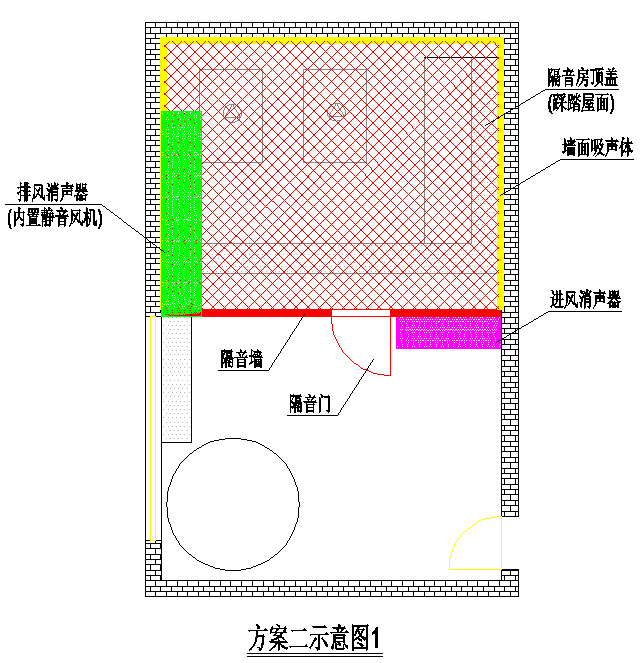 隔音房顶盖
(踩踏屋面)
墙面吸声体
排风消声器
(内置静音风机)
进风消声器
隔音墙
隔音门
方案二示意图1